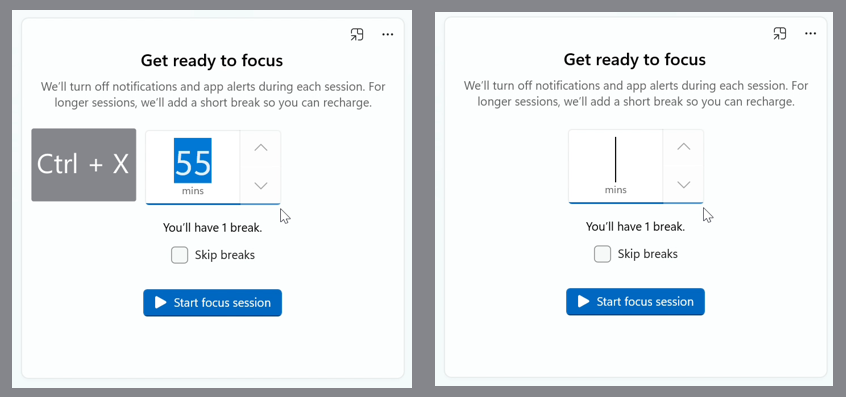 Get ready to focus
We'll turn off notifications and app alerts during each session. For
longer sessions, we'll add a short break so you can recharge.
Ctrl + X
55
mins
You'll have 1 break.
Skip breaks
Start focus session
Get ready to focus
We'll turn off notifications and app alerts during each session. For
longer sessions, we'll add a short break so you can recharge.
mins
You'll have 1 break.
Skip breaks
Start focus session